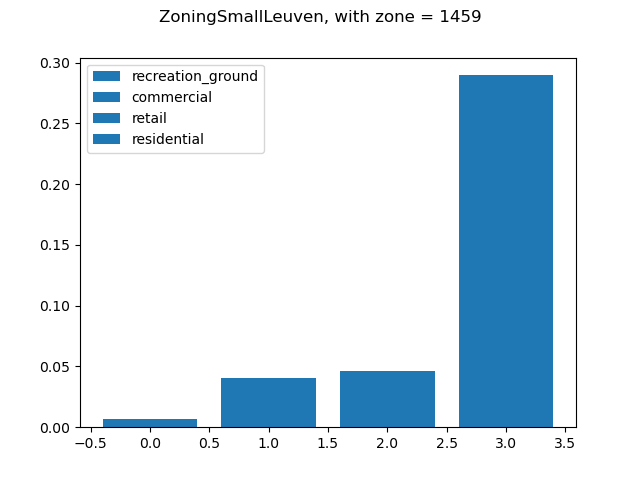 ZoningSmallLeuven, with zone = 1459
0.30
0.25
0.20
0.15
0.10
0.05
0.00
recreation_ground
commercial
retail
residential
−0.5 0.0 0.5 1.0 1.5 2.0 2.5 3.0 3.5